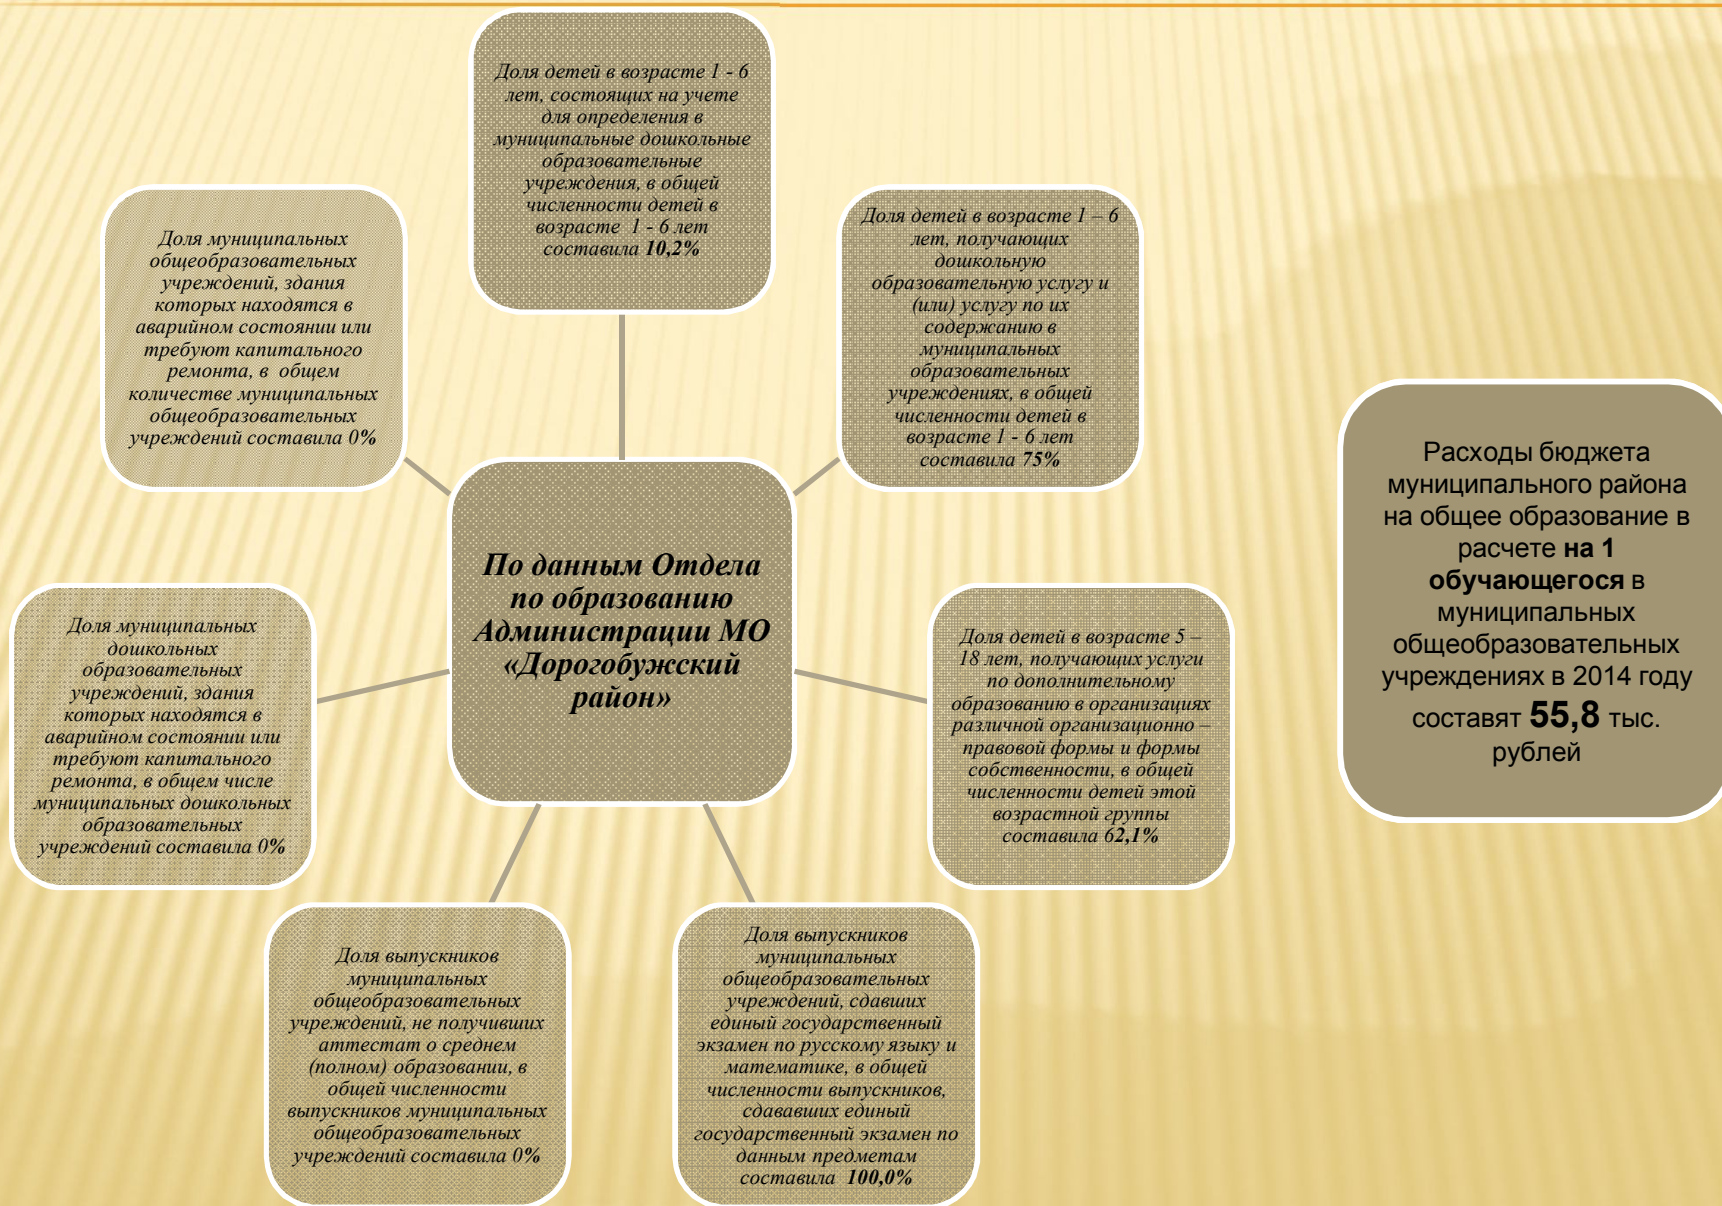 Доля детей в возрасте 1 - 6
лет, состоящих на учете
для определения в
муниципальные дошкольные
образовательные
учреждения, в общей
численности детей в
возрасте 1 - 6 лет
составила 10,2%
Доля детей в возрасте 1 – 6
лет, получающих
дошкольную
образовательную услугу и
(или) услугу по их
содержанию в
муниципальных
образовательных
учреждениях, в общей
численности детей в
возрасте 1 - 6 лет
составила 75%
Доля детей в возрасте 5 –
18 лет, получающих услуги
по дополнительному
образованию в организациях
различной организационно –
правовой формы и формы
собственности, в общей
численности детей этой
возрастной группы
составила 62,1%
Доля выпускников
муниципальных
общеобразовательных
учреждений, сдавших
единый государственный
экзамен по русскому языку и
математике, в общей
численности выпускников,
сдававших единый
государственный экзамен по
данным предметам
составила 100,0%
Доля выпускников
муниципальных
общеобразовательных
учреждений, не получивших
аттестат о среднем
(полном) образовании, в
общей численности
выпускников муниципальных
общеобразовательных
учреждений составила 0%
Доля муниципальных
дошкольных
образовательных
учреждений, здания
которых находятся в
аварийном состоянии или
требуют капитального
ремонта, в общем числе
муниципальных дошкольных
образовательных
учреждений составила 0%
Доля муниципальных
общеобразовательных
учреждений, здания
которых находятся в
аварийном состоянии или
требуют капитального
ремонта, в общем
количестве муниципальных
общеобразовательных
учреждений составила 0%
По данным Отдела
по образованию
Администрации МО
«Дорогобужский
район»
Расходы бюджета
муниципального района
на общее образование в
расчете на 1
обучающегося в
муниципальных
общеобразовательных
учреждениях в 2014 году
составят 55,8 тыс.
рублей